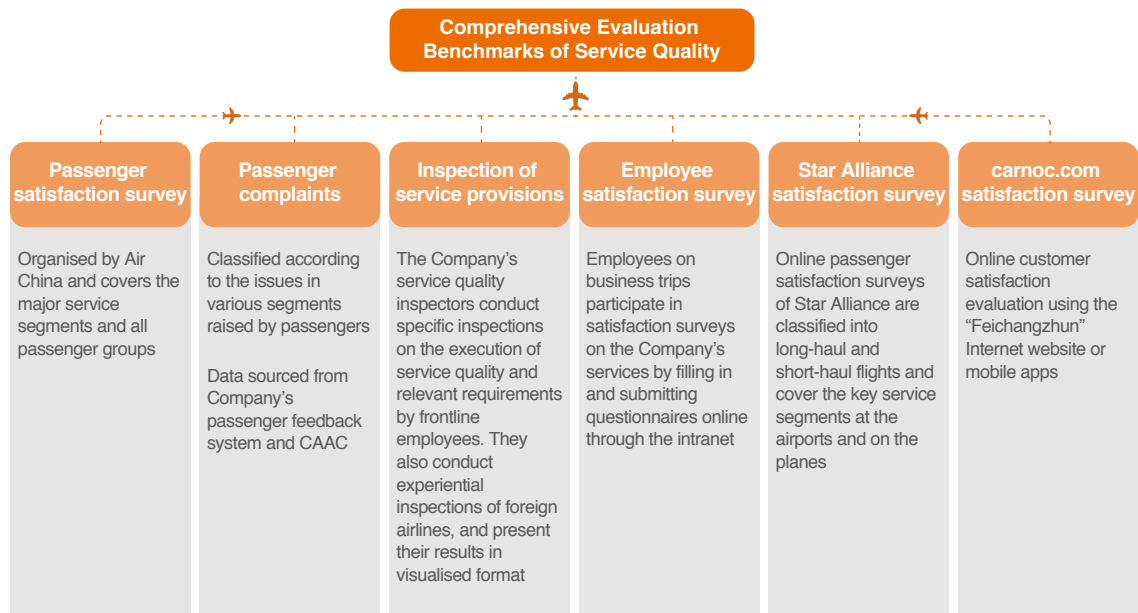 Comprehensive Evaluation
Benchmarks of Service Quality
Passenger
satisfaction survey
Organised by Air
China and covers the
major service
segments and all
passenger groups
Passenger
complaints
Classified according
to the issues in
various segments
raised by passengers
Data sourced from
Company’s
passenger feedback
system and CAAC
Inspection of
service provisions
The Company’s
service quality
inspectors conduct
specific inspections
on the execution of
service quality and
relevant requirements
by frontline
employees. They
also conduct
experiential
inspections of foreign
airlines, and present
their results in
visualised format
Employee
satisfaction survey
Employees on
business trips
participate in
satisfaction surveys
on the Company’s
services by filling in
and submitting
questionnaires online
through the intranet
Star Alliance
satisfaction survey
Online passenger
satisfaction surveys
of Star Alliance are
classified into
long-haul and
short-haul flights and
cover the key service
segments at the
airports and on the
planes
carnoc.com
satisfaction survey
Online customer
satisfaction
evaluation using the
“Feichangzhun”
Internet website or
mobile apps